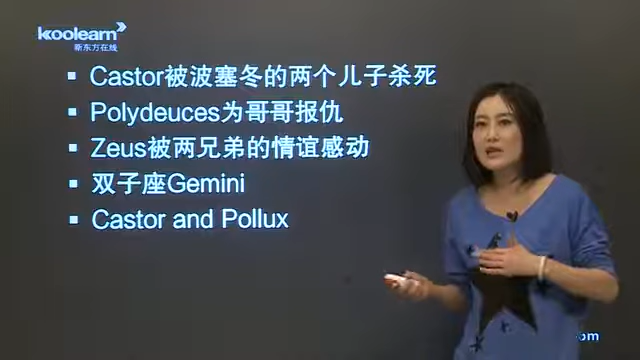 koolearn
新东方在线
Castor被波塞冬的两个儿子杀死
Polydeuces为哥哥报仇
Zeus被两兄弟的情谊感动
双子座Gemini
Castor and Pollux
om